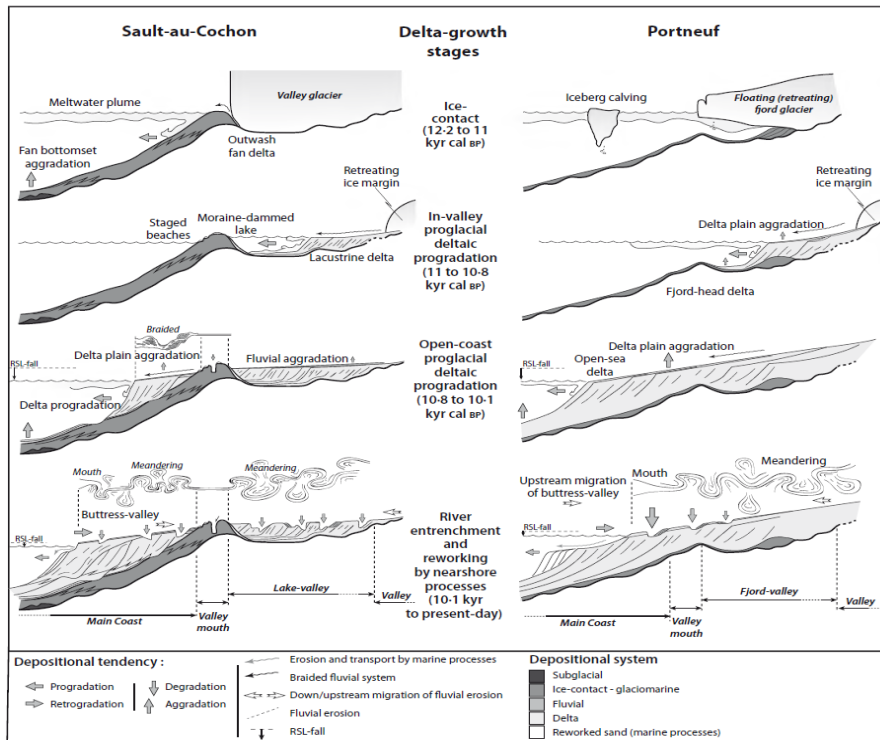 Sault-au-Cochon
Delta-growth
stages
Portneuf
Meltwater plume
Valley glacier
Fan bottomset
aggradation
Outwash
fan delta
Ice-
contact
(12·2 to 11
kyr cal BP)
Iceberg calving
Floating (retreating)
fjord glacier
Retreating
ice margin
Staged
beaches
Moraine-dammed
lake
Lacustrine delta
In-valley
proglacial
deltaic
progradation
(11 to 10·8
kyr cal BP)
Retreating
ice margin
Delta plain aggradation
Fjord-head delta
Braided
RSL-fall
Delta plain aggradation
Fluvial aggradation
Delta progradation
Open-coast
proglacial
deltaic
progradation
(10·8 to 10·1
kyr cal BP)
RSL-fall
Delta plain aggradation
Open-sea
delta
Mouth
Meandering
Meandering
Buttress-valley
RSL-fall
Lake-valley
Valley
Main Coast
Valley
mouth
River
entrenchment
and
reworking
by nearshore
processes
(10·1 kyr
to present-day)
Upstream migration
of buttress-valley
Mouth
Meandering
RSL-fall
Fjord-valley
Valley
Main Coast
Valley
mouth
Depositional tendency :
Progradation
Retrogradation
Degradation
Aggradation
Erosion and transport by marine processes
Braided fluvial system
Down/upstream migration of fluvial erosion
Fluvial erosion
RSL-fall
Depositional system
Subglacial
Ice-contact - glaciomarine
Fluvial
Delta
Reworked sand (marine processes)